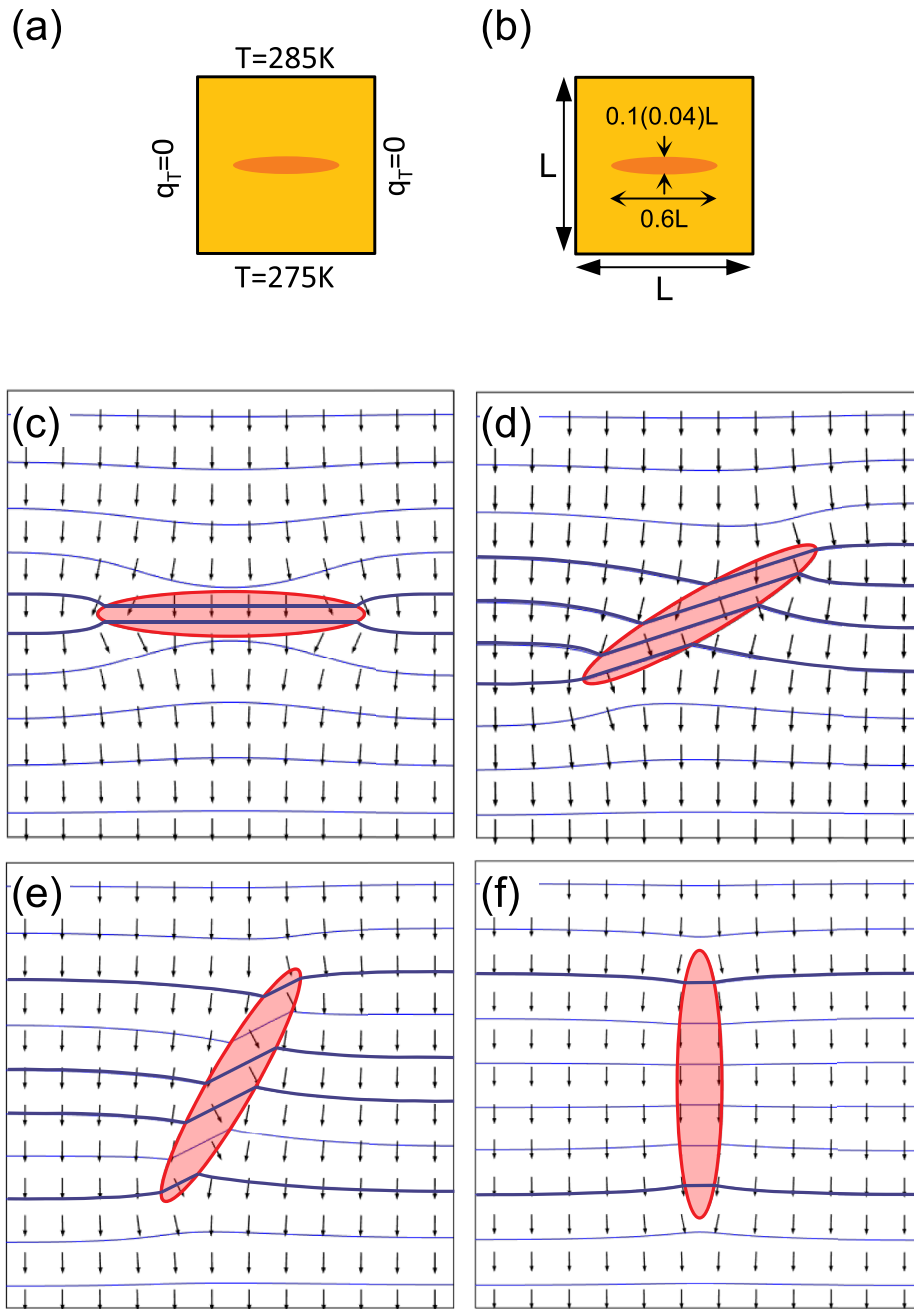 (a)
(b)
T=285K
q_T=0
q_T=0
T=275K
0.1(0.04)L
L
0.6L
L
(c)
(d)
(e)
(f)